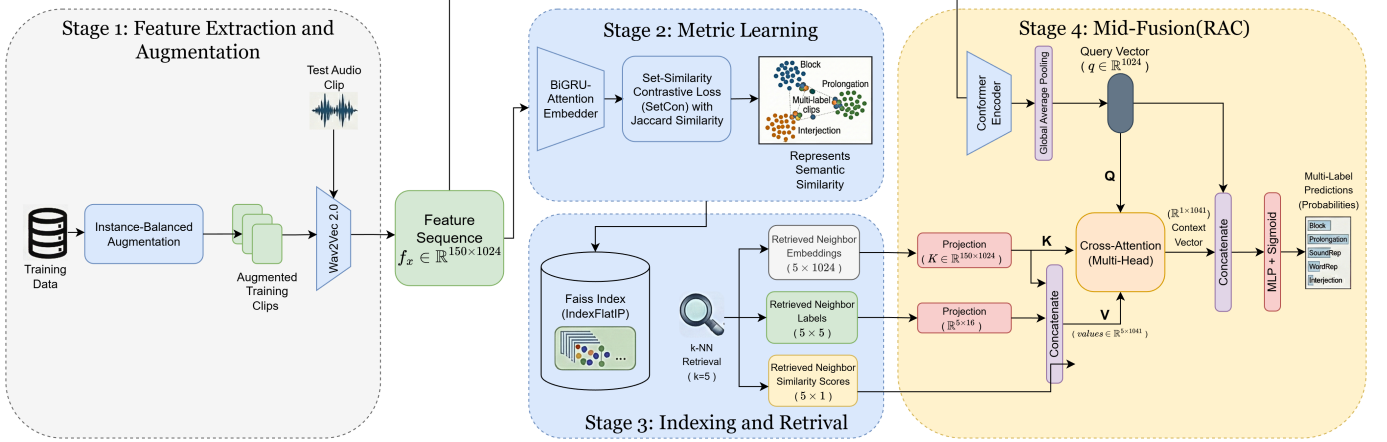 Stage 1: Feature Extraction and
Augmentation
Test Audio
Clip
Training
Data
Instance-Balanced
Augmentation
Augmented
Training
Clips
Wav2Vec 2.0
Feature
Sequence
f_x ∈ ℝ^{150×1024}
Stage 2: Metric Learning
BiGRU-
Attention
Embedder
Set-Similarity
Contrastive Loss
(SetCon) with
Jaccard Similarity
Block
Prolongation
Multi-label
clips
Interjection
Represents
Semantic
Similarity
Faiss Index
(IndexFlatIP)
...
k-NN
Retrieval
( k=5 )
Retrieved Neighbor
Embeddings
( 5 × 1024 )
Retrieved Neighbor
Labels
( 5 × 5 )
Retrieved Neighbor
Similarity Scores
( 5 × 1 )
Stage 3: Indexing and Retrival
Stage 4: Mid-Fusion(RAC)
Conformer
Encoder
Global Average Pooling
Query Vector
( q ∈ ℝ^{1024} )
Q
Projection
( K ∈ ℝ^{150×1024} )
K
Projection
( ℝ^{5×16} )
Concatenate
V
( values ∈ ℝ^{5×1041} )
Cross-Attention
(Multi-Head)
(ℝ^{1×1041})
Context
Vector
Concatenate
MLP + Sigmoid
Multi-Label
Predictions
(Probabilities)
Block
Prolongation
SoundRep
WordRep
Interjection